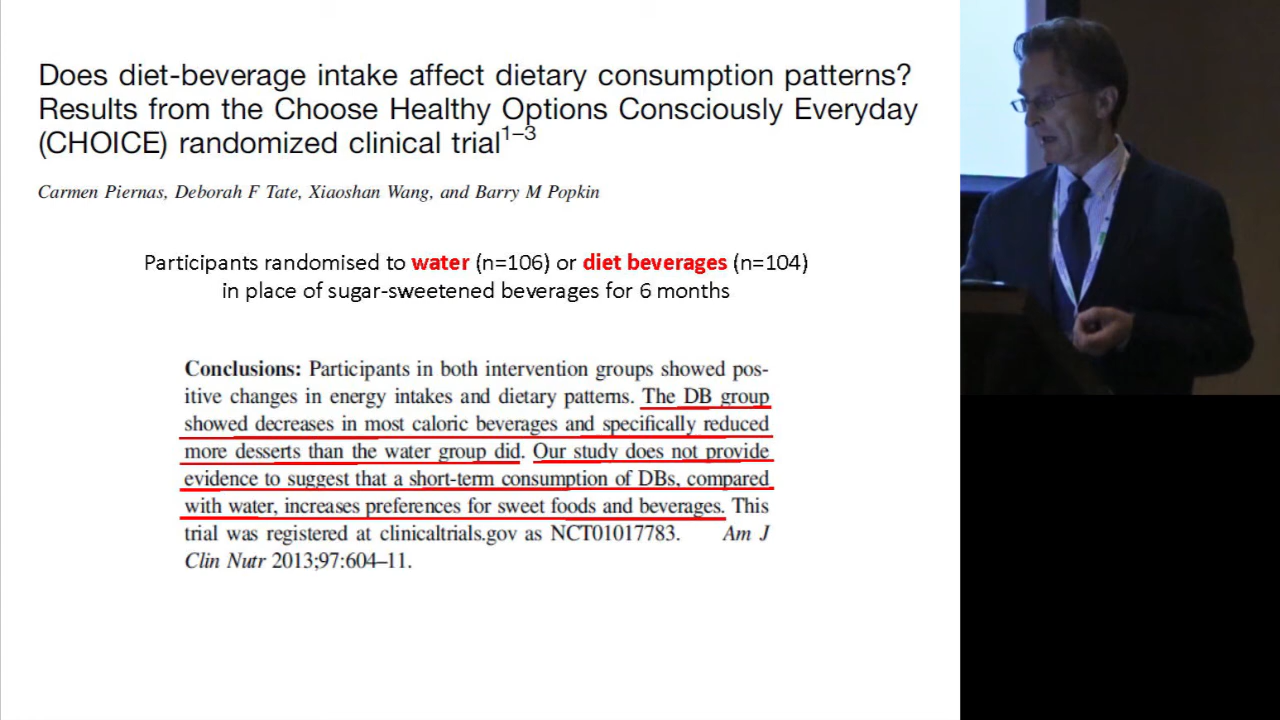 Does diet-beverage intake affect dietary consumption patterns?
Results from the Choose Healthy Options Consciously Everyday
(CHOICE) randomized clinical trial1–3
Carmen Piernas, Deborah F Tate, Xiaoshan Wang, and Barry M Popkin
Participants randomised to water (n=106) or diet beverages (n=104)
in place of sugar-sweetened beverages for 6 months
Conclusions: Participants in both intervention groups showed pos-
itive changes in energy intakes and dietary patterns. The DB group
showed decreases in most caloric beverages and specifically reduced
more desserts than the water group did. Our study does not provide
evidence to suggest that a short-term consumption of DBs, compared
with water, increases preferences for sweet foods and beverages. This
trial was registered at clinicaltrials.gov as NCT01017783. Am J
Clin Nutr 2013;97:604–11.